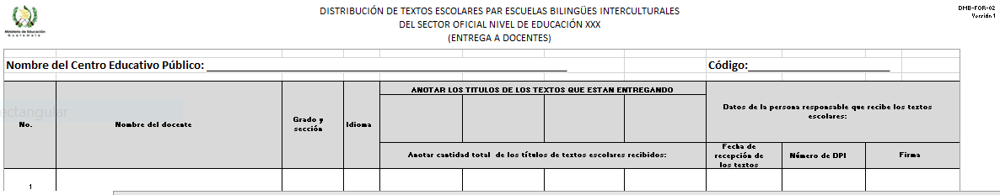 DISTRIBUCIÓN DE TEXTOS ESCOLARES PAR ESCUELAS BILINGÜES INTERCULTURALES
DEL SECTOR OFICIAL NIVEL DE EDUCACIÓN XXX
(ENTREGA A DOCENTES)
DMB-FOR-02
Versión 1
Ministerio de Educación
Guatemala
Nombre del Centro Educativo Público:
Código:
No.
Nombre del docente
Grado y
sección
Idioma
ANOTAR LOS TITULOS DE LOS TEXTOS QUE ESTAN ENTREGANDO
Anotar cantidad total de los títulos de textos escolares recibidos:
Datos de la persona responsable que recibe los textos
escolares:
Fecha de
recepción de
los textos
Número de DPI
Firma
1
ectangular